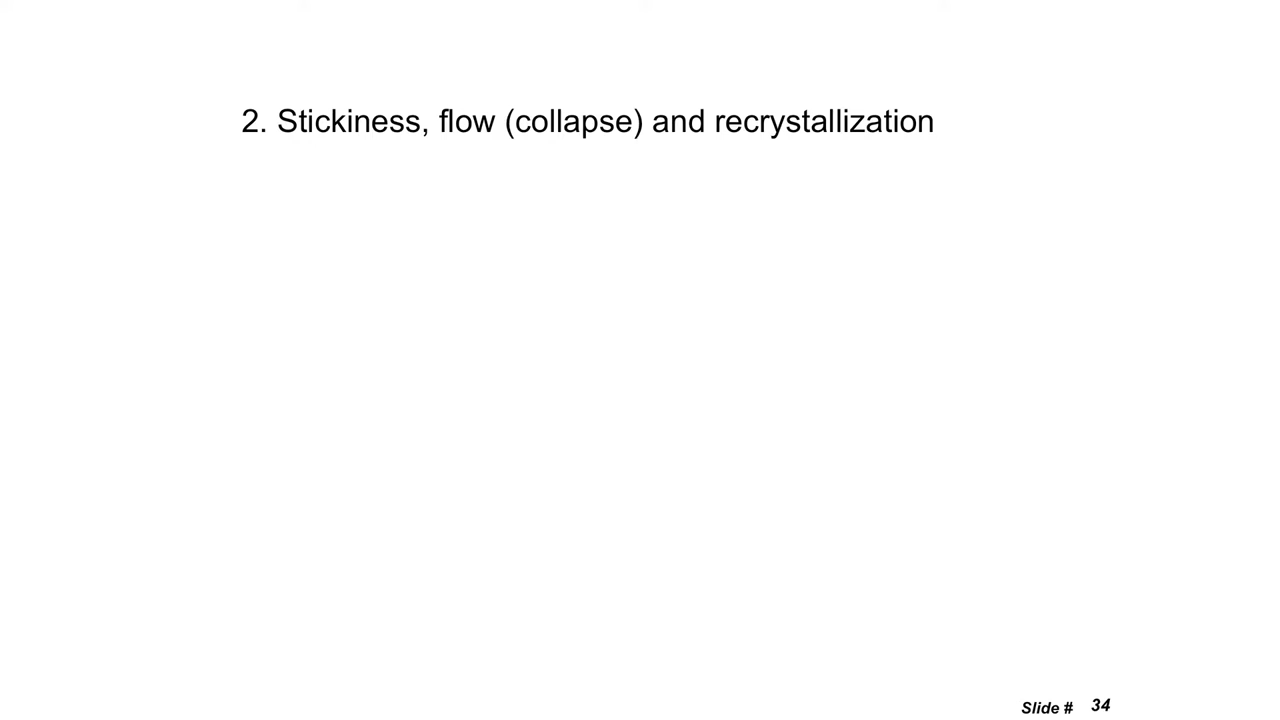 2. Stickiness, flow (collapse) and recrystallization
Slide # 34